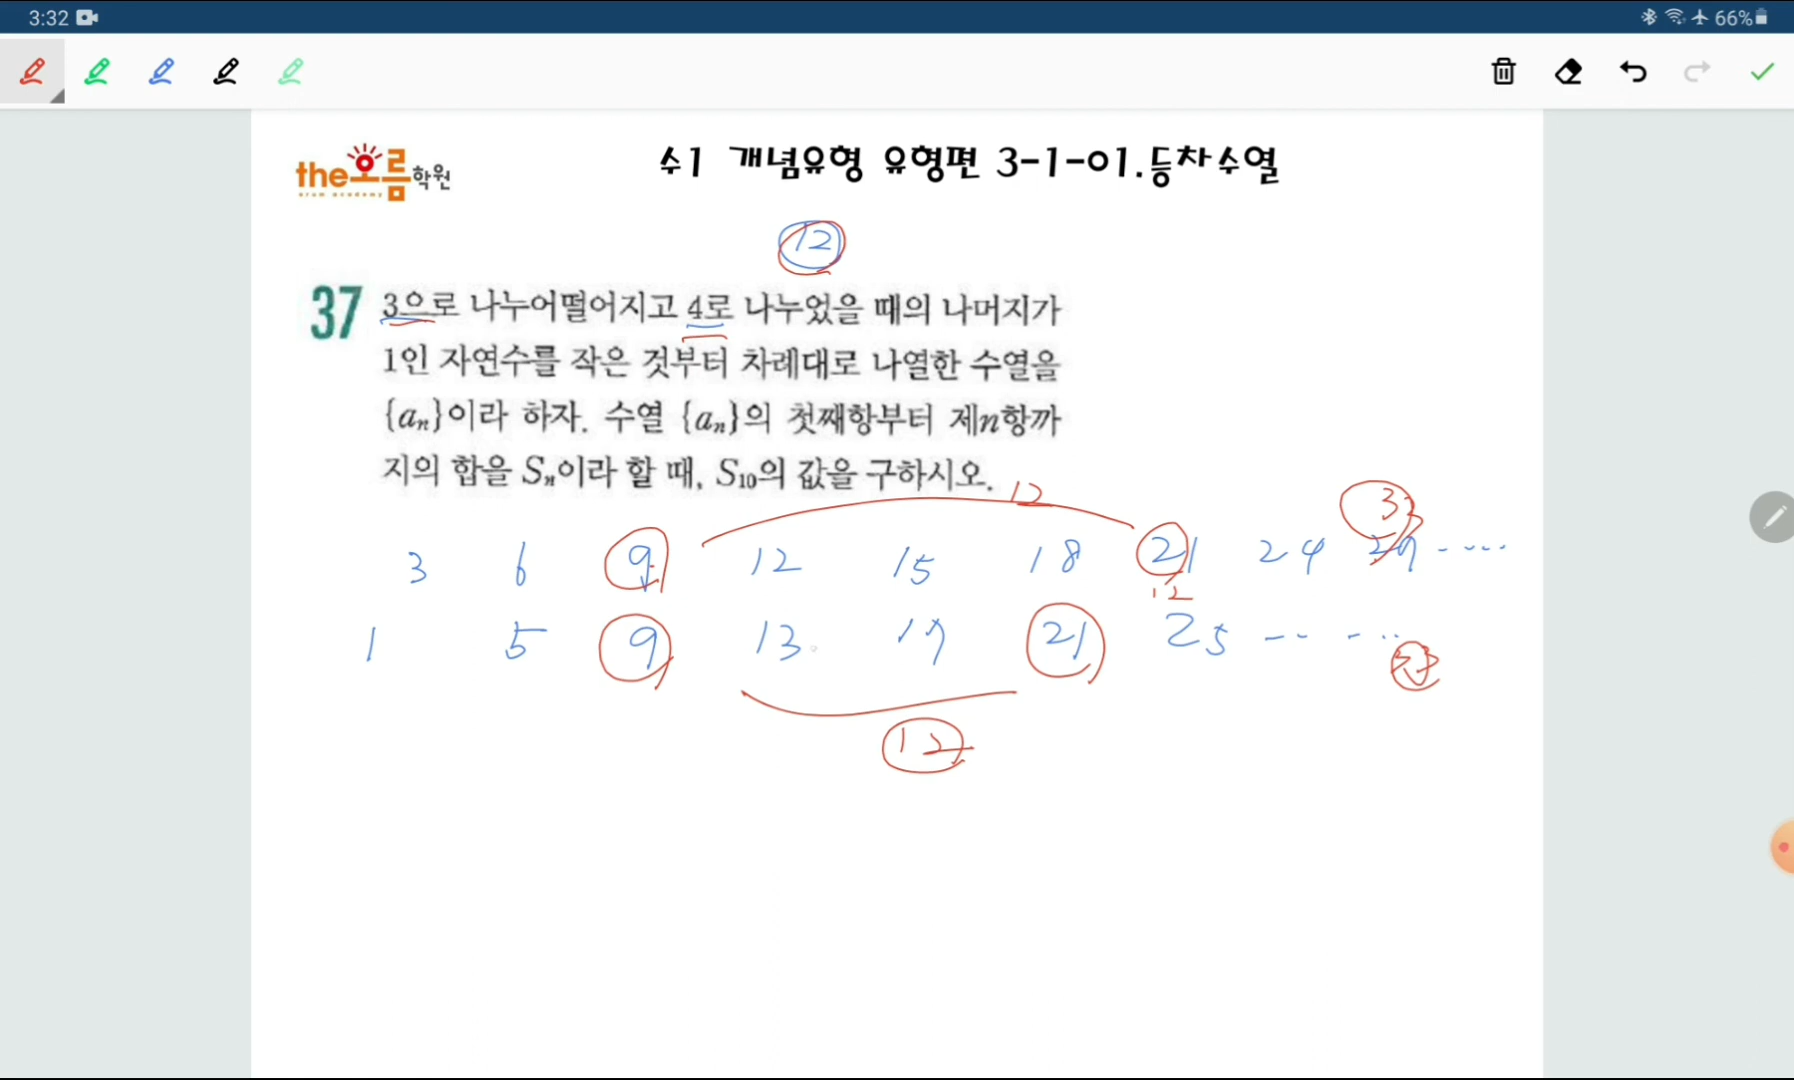 3:32
66%
the오름학원
수1 개념유형 유형편 3-1-01.등차수열
12
37 3으로 나누어떨어지고 4로 나누었을 때의 나머지가
1인 자연수를 작은 것부터 차례대로 나열한 수열을
{aₙ}이라 하자. 수열 {aₙ}의 첫째항부터 제n항까
지의 합을 Sₙ이라 할 때, S₁₀의 값을 구하시오.
12
33
3 6 9 12 15 18 21 24 27 ....
12
1 5 9 13 17 21 25 -- - ...
33
12